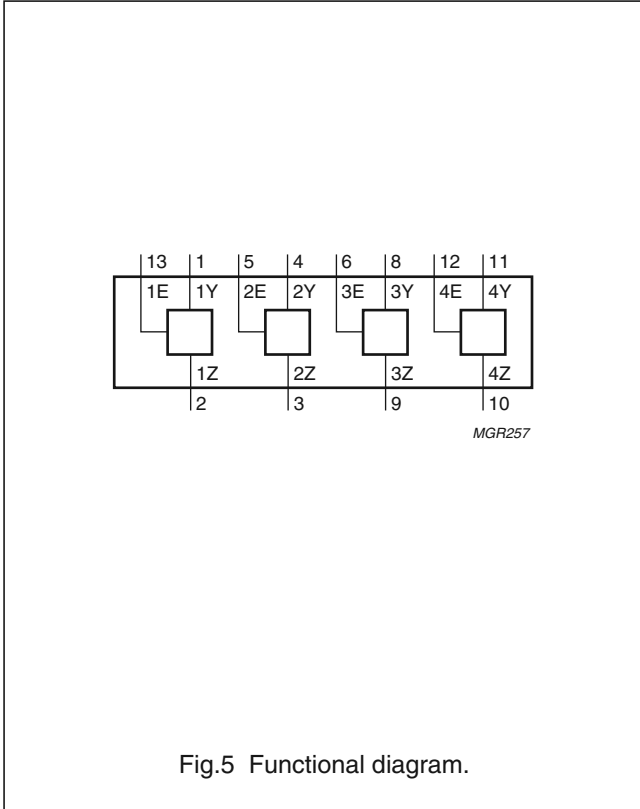 13 1 5 4 6 8 12 11
1E 1Y 2E 2Y 3E 3Y 4E 4Y
1Z 2Z 3Z 4Z
2 3 9 10
MGR257
Fig.5 Functional diagram.